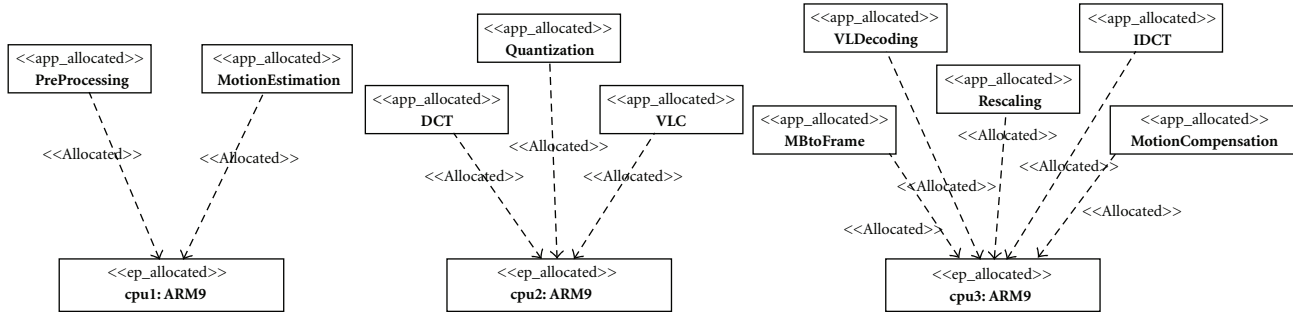 <<app_allocated>>
PreProcessing
<<app_allocated>>
MotionEstimation
<<Allocated>>
<<Allocated>>
<<ep_allocated>>
cpu1: ARM9
<<app_allocated>>
Quantization
<<app_allocated>>
DCT
<<app_allocated>>
VLC
<<Allocated>>
<<Allocated>>
<<Allocated>>
<<ep_allocated>>
cpu2: ARM9
<<app_allocated>>
VLDecoding
<<app_allocated>>
IDCT
<<app_allocated>>
Rescaling
<<app_allocated>>
MBtoFrame
<<app_allocated>>
MotionCompensation
<<Allocated>>
<<Allocated>>
<<Allocated>>
<<Allocated>>
<<Allocated>>
<<ep_allocated>>
cpu3: ARM9